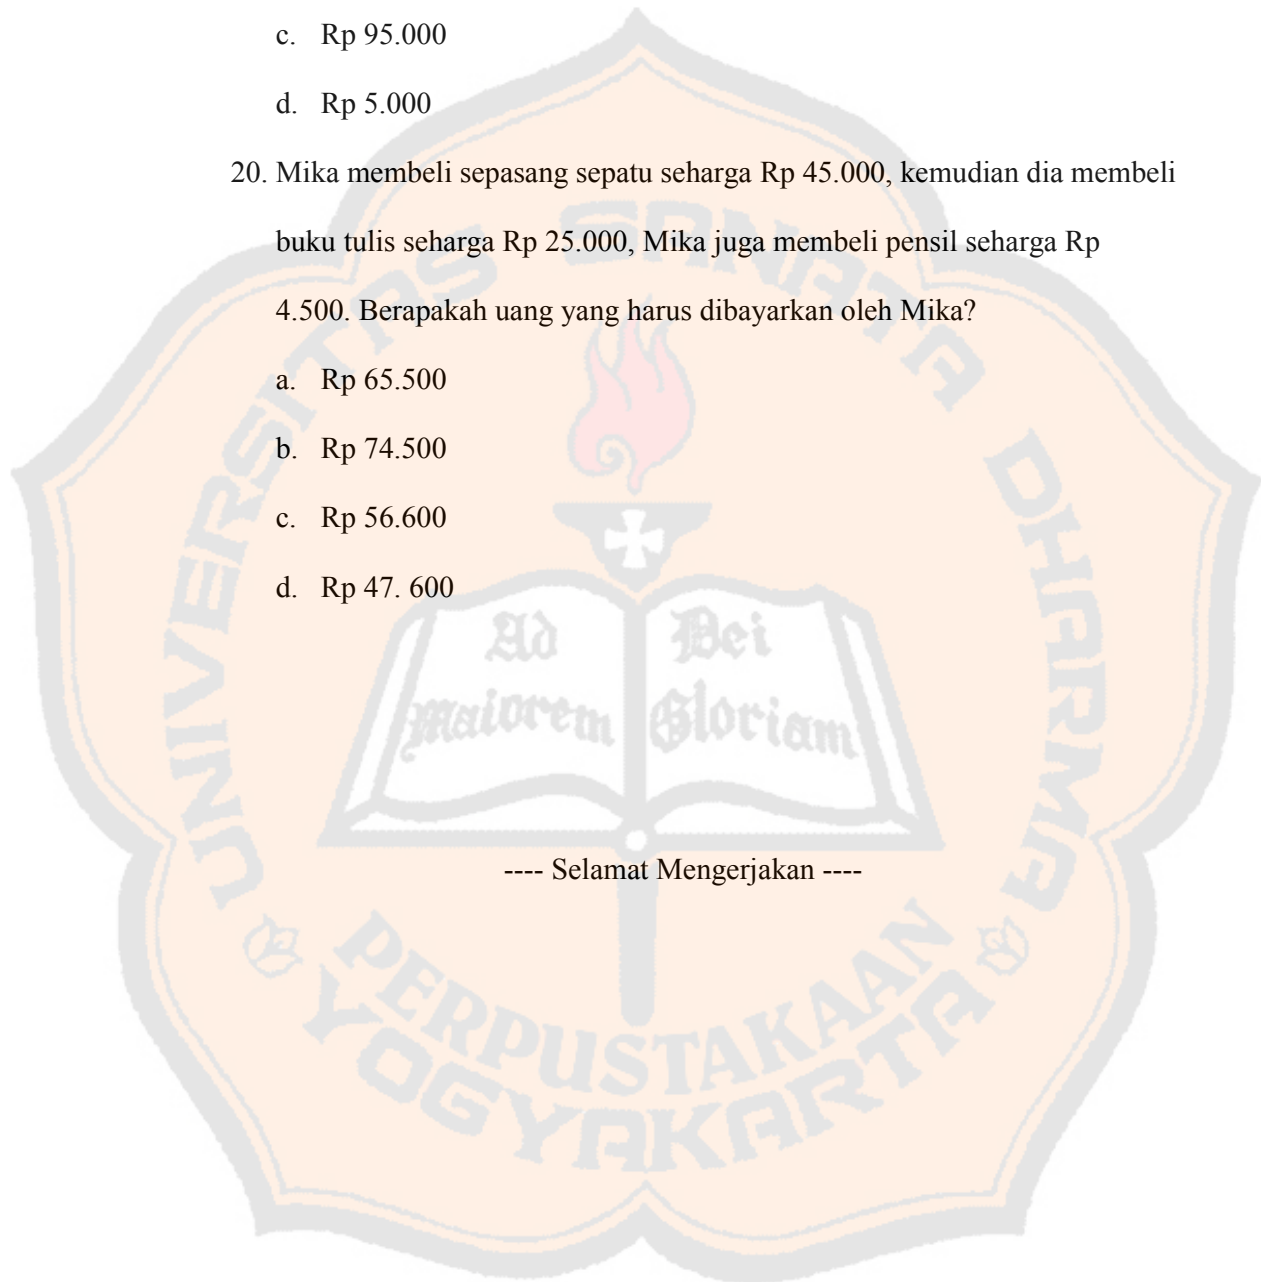 c. Rp 95.000
d. Rp 5.000
20. Mika membeli sepasang sepatu seharga Rp 45.000, kemudian dia membeli
buku tulis seharga Rp 25.000, Mika juga membeli pensil seharga Rp
4.500. Berapakah uang yang harus dibayarkan oleh Mika?
a. Rp 65.500
b. Rp 74.500
c. Rp 56.600
d. Rp 47. 600
---- Selamat Mengerjakan ----
UNIVERSITAS SANATA DHARMA
Ad
maiorem
Dei
Gloriam
PERPUSTAKAAN
YOGYAKARTA